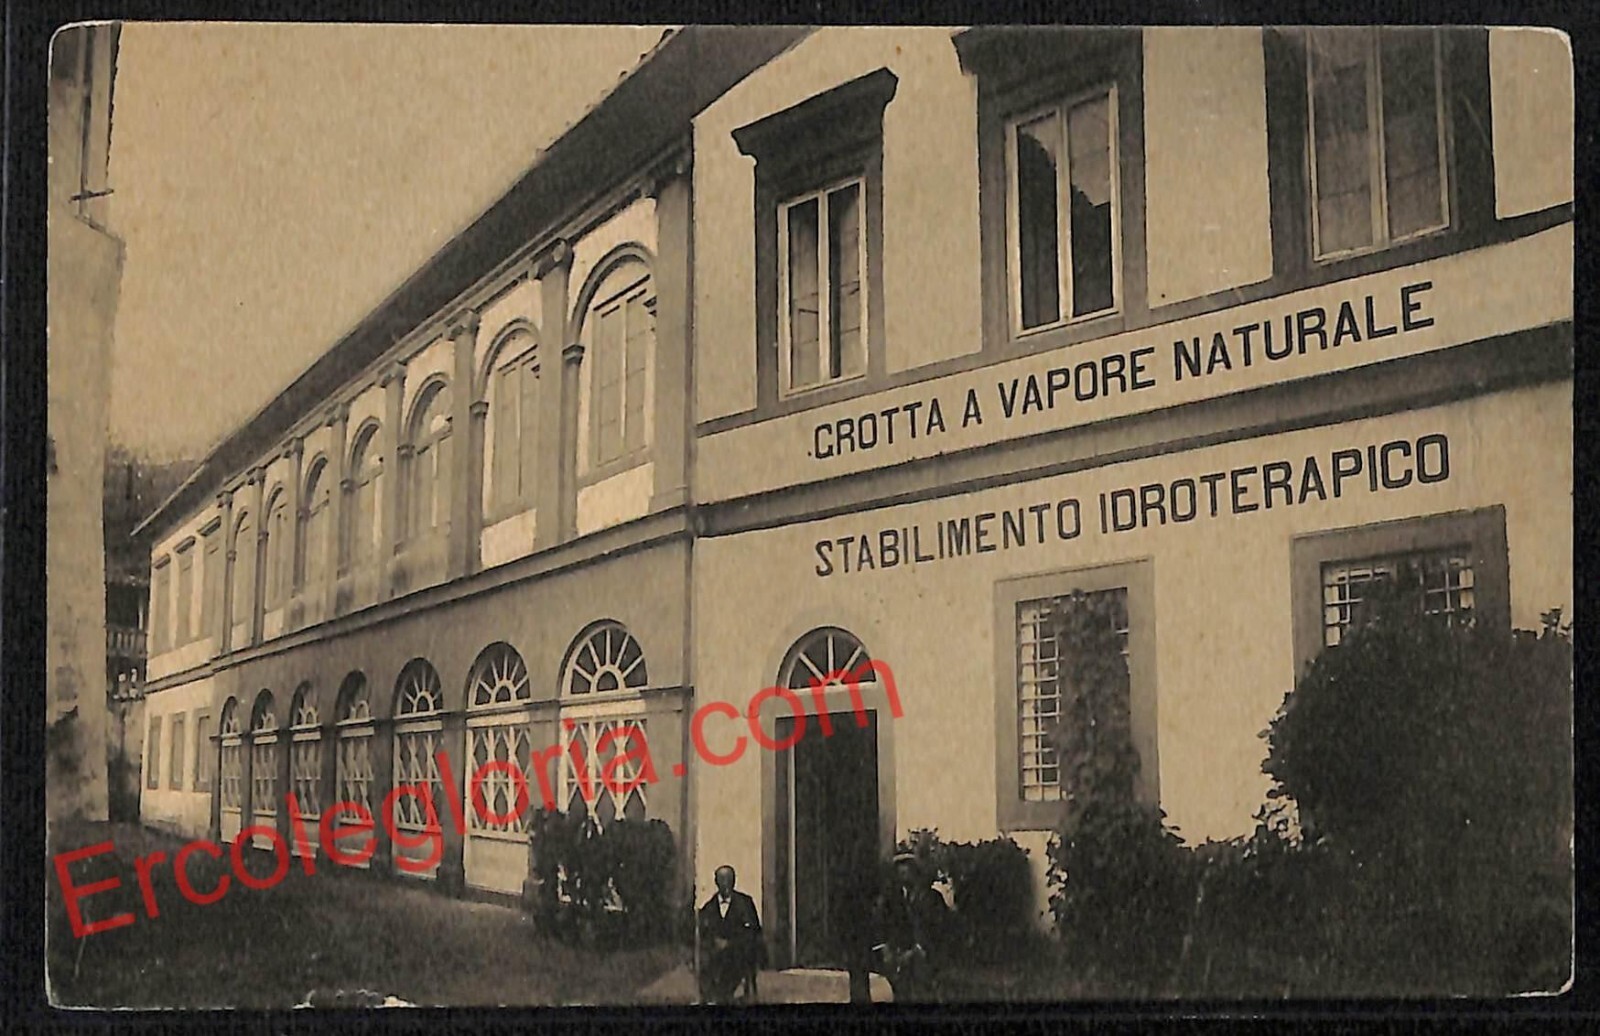 GROTTA A VAPORE NATURALE
STABILIMENTO IDROTERAPICO
Ercolegloria.com